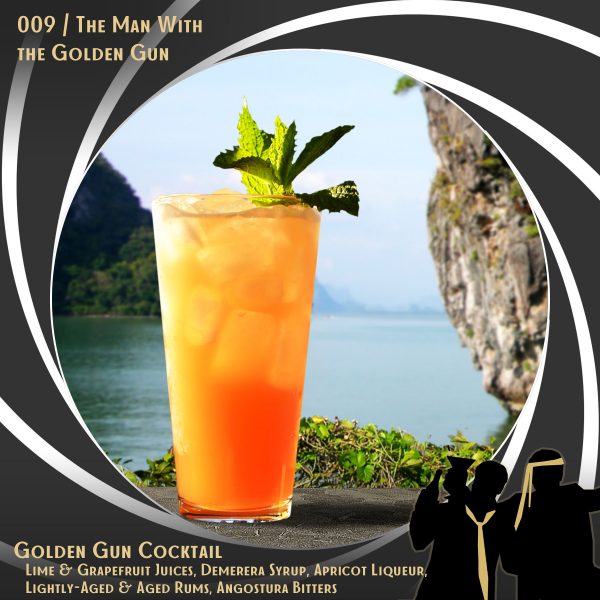 009 | The Man With
the Golden Gun
Golden Gun Cocktail
Lime & Grapefruit Juices, Demerera Syrup, Apricot Liqueur,
Lightly-Aged & Aged Rums, Angostura Bitters